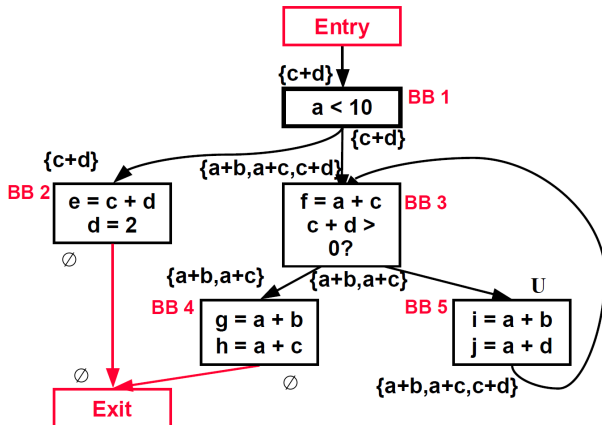 Entry
{c+d}
BB 1
a < 10
{c+d}
{c+d}
{a+b,a+c,c+d}
BB 2
e = c + d
d = 2
∅
BB 3
f = a + c
c + d >
0?
{a+b,a+c}
{a+b,a+c}
BB 4
g = a + b
h = a + c
∅
U
BB 5
i = a + b
j = a + d
{a+b,a+c,c+d}
∅
Exit